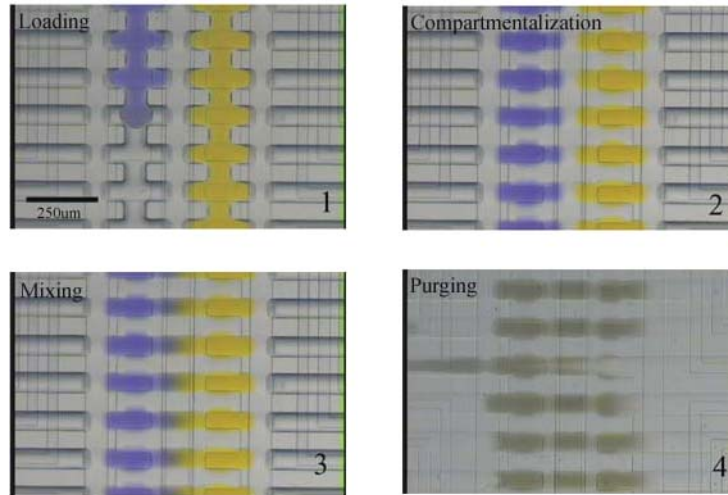 Loading
250um
1
Compartmentalization
2
Mixing
3
Purging
4